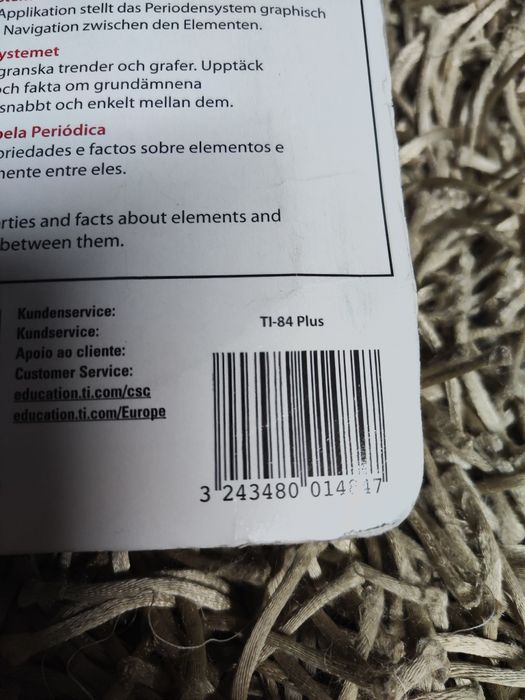 Applikation stellt das Periodensystem graphisch
Navigation zwischen den Elementen.
ystemet
granska trender och grafer. Upptäck
och fakta om grundämnena
snabbt och enkelt mellan dem.
bela Periódica
priedades e factos sobre elementos e
mente entre eles.
rties and facts about elements and
between them.
Kundenservice:
Kundservice:
Apoio ao cliente:
Customer Service:
education.ti.com/csc
education.ti.com/Europe
TI-84 Plus
3 243480 014847